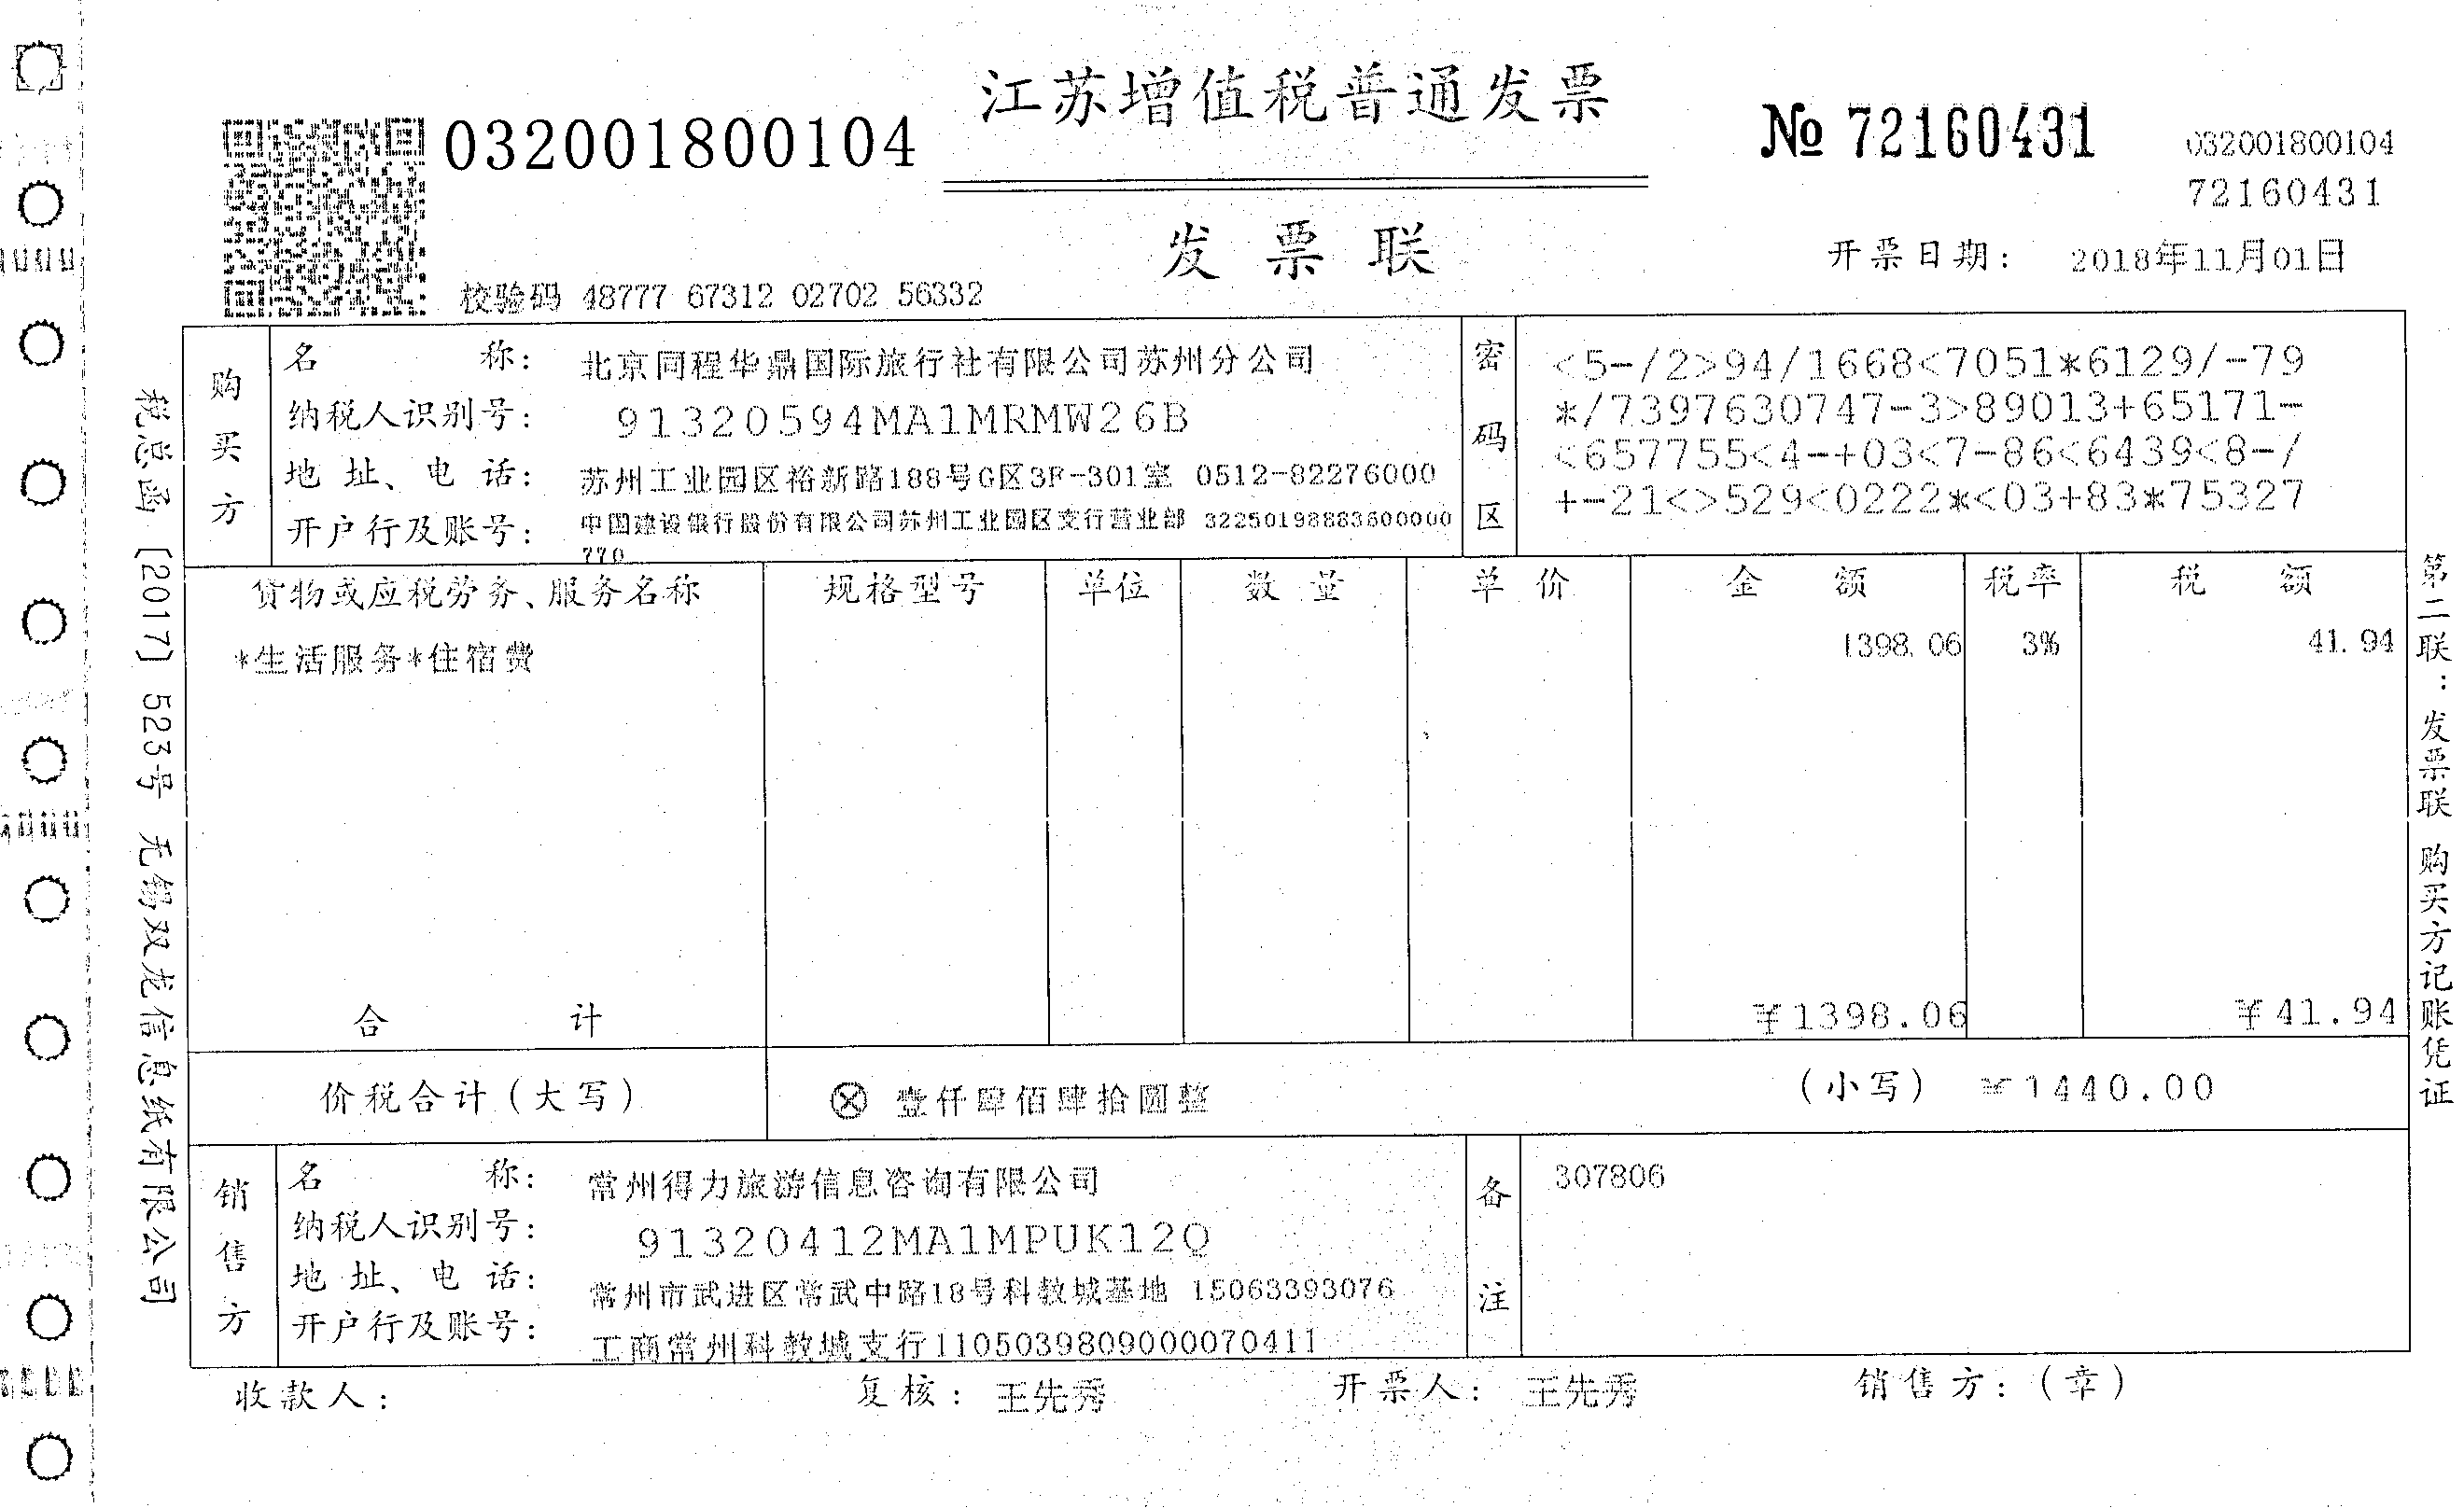 江苏增值税普通发票
032001800104
№ 72160431
032001800104
72160431
发票联
开票日期： 2018年11月01日
校验码 48777 67312 02702 56332
购买方
名称： 北京同程华鼎国际旅行社有限公司苏州分公司
纳税人识别号： 91320594MA1MRMW26B
地址、电话： 苏州工业园区裕新路188号G区3F-301室 0512-82276000
开户行及账号： 中国建设银行股份有限公司苏州工业园区支行营业部 32250198883600000
770
密码区
<5-/2>94/1668<7051*6129/-79
*/7397630747-3>89013+65171-
<657755<4-+03<7-86<6439<8-/
+-21<>529<0222*<03+83*75327
货物或应税劳务、服务名称 规格型号 单位 数量 单价 金额 税率 税额
*生活服务*住宿费 1398.06 3% 41.94
合计 ￥1398.06 ￥41.94
价税合计（大写） ⊗ 壹仟肆佰肆拾圆整 （小写） ￥1440.00
销售方
名称： 常州得力旅游信息咨询有限公司
纳税人识别号： 91320412MA1MPUK12Q
地址、电话： 常州市武进区常武中路18号科教城基地 15063393076
开户行及账号： 工商常州科教城支行1105039809000070411
备注
307806
收款人： 复核： 王先秀 开票人： 王先秀 销售方：（章）
税总函〔2017〕523号 无锡双龙信息纸有限公司
第二联：发票联 购买方记账凭证